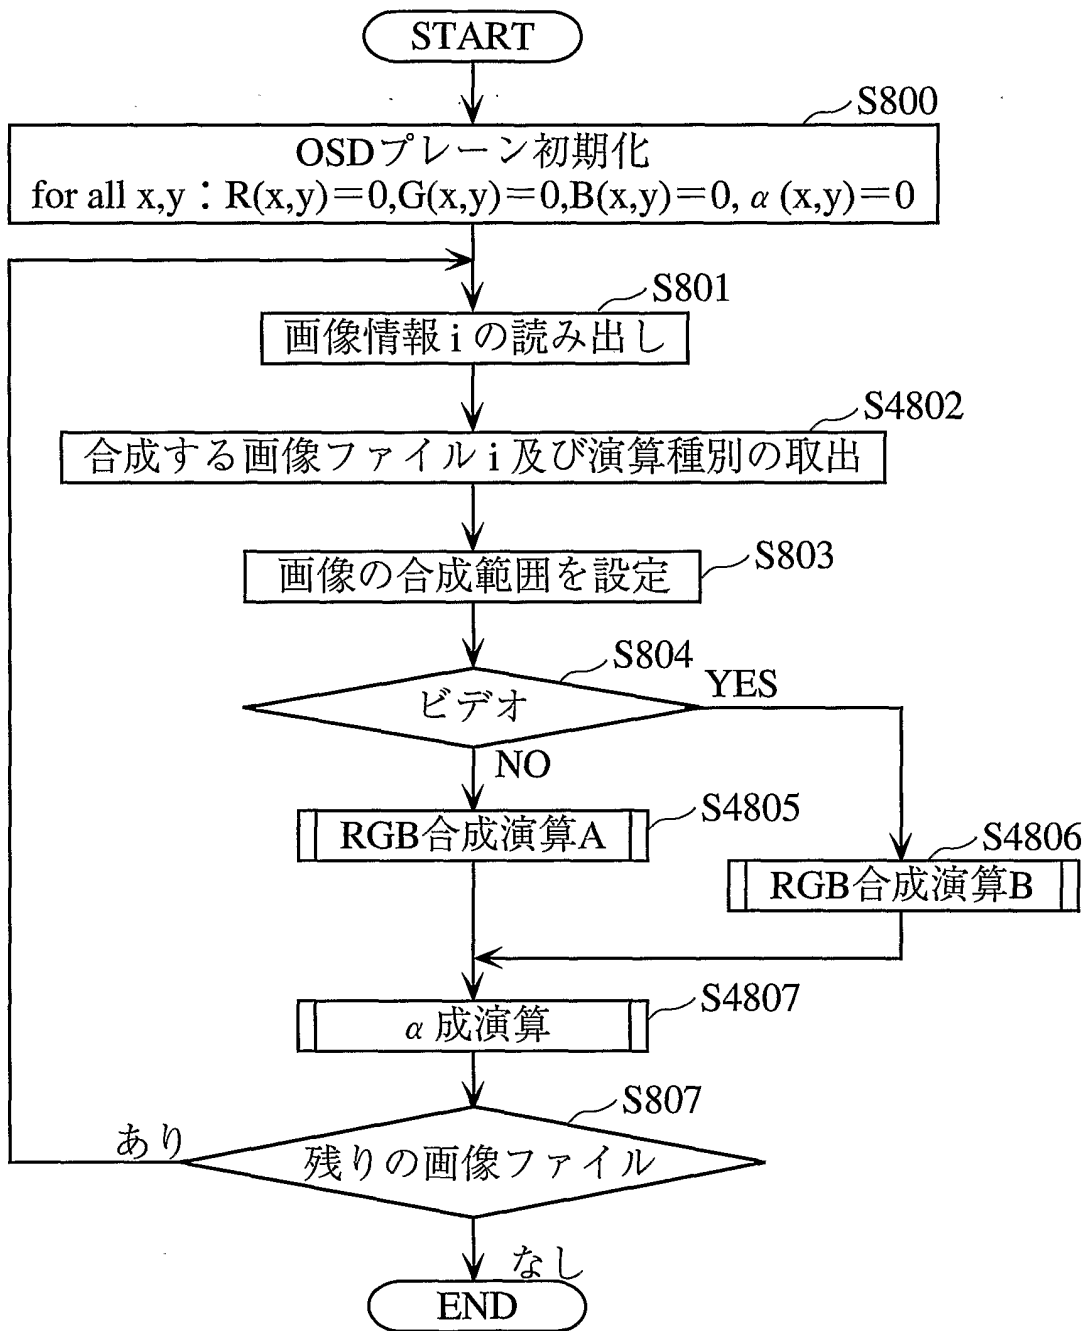 START
S800
OSDプレーン初期化
for all x,y：R(x,y)＝0,G(x,y)＝0,B(x,y)＝0, α (x,y)＝0
S801
画像情報 i の読み出し
S4802
合成する画像ファイル i 及び演算種別の取出
S803
画像の合成範囲を設定
S804
ビデオ
YES
NO
S4805
RGB合成演算A
S4806
RGB合成演算B
S4807
α 成演算
S807
あり
残りの画像ファイル
なし
END